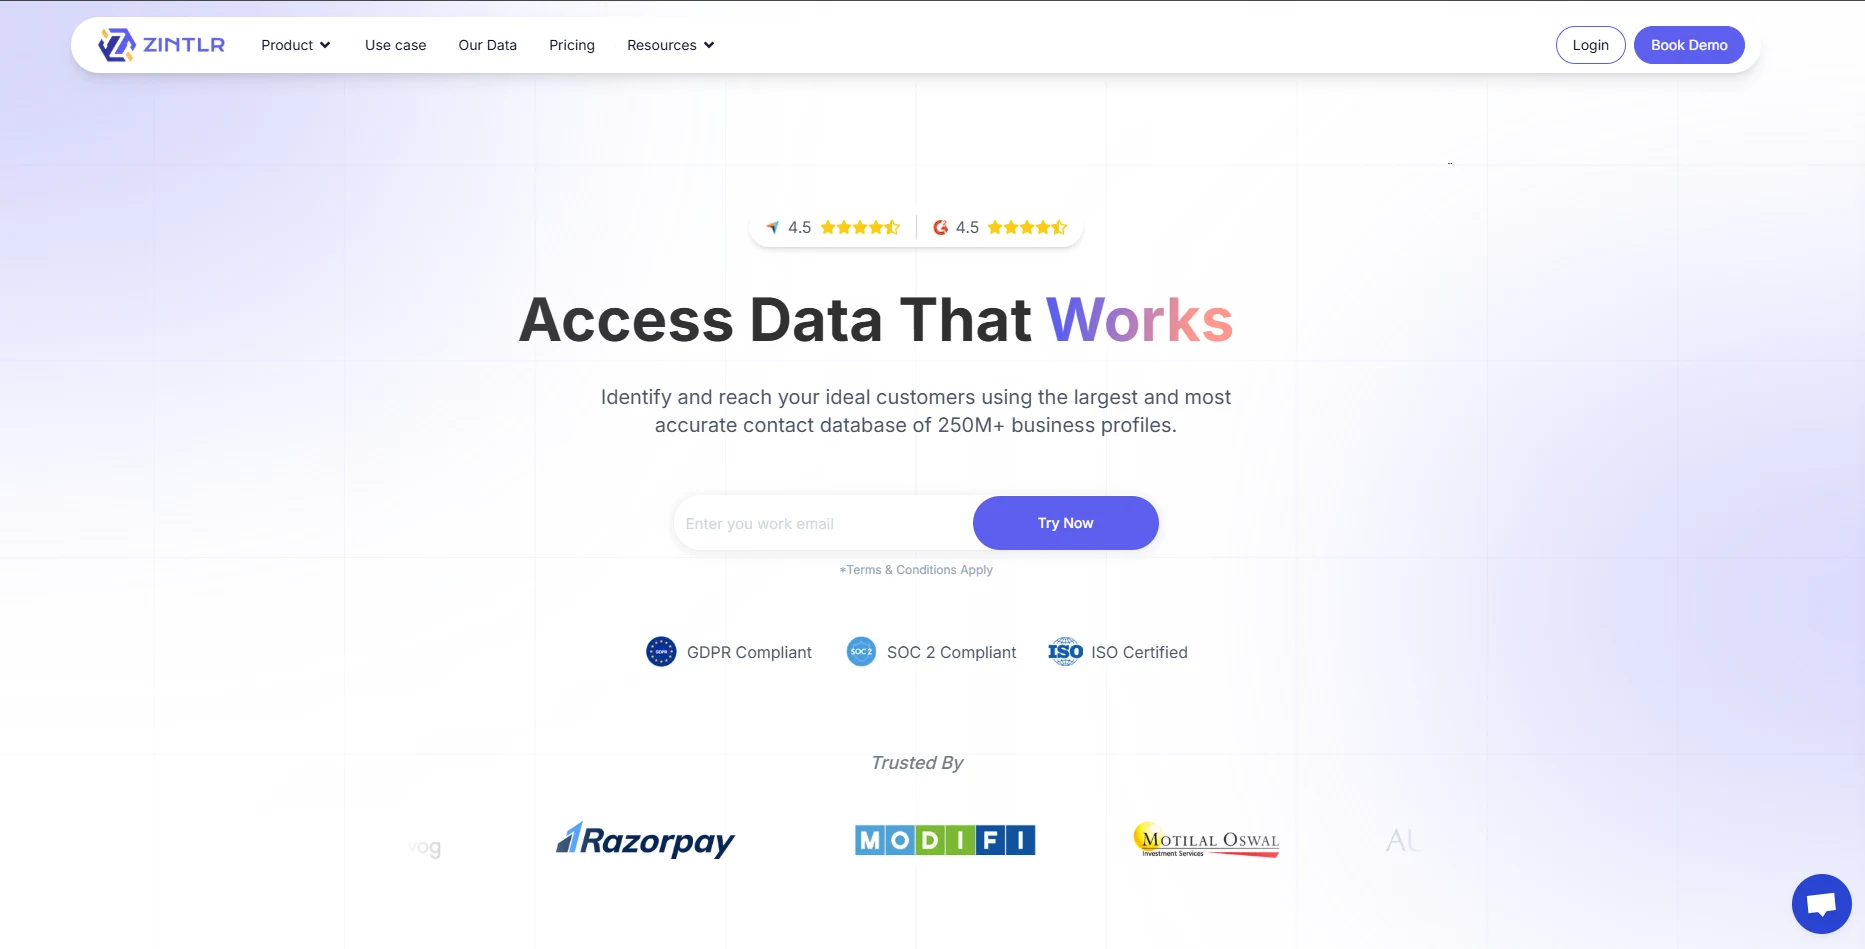 ZINTLR
Product
Use case
Our Data
Pricing
Resources
Login
Book Demo
4.5
4.5
Access Data That Works
Identify and reach your ideal customers using the largest and most
accurate contact database of 250M+ business profiles.
Enter you work email
Try Now
*Terms & Conditions Apply
GDPR
GDPR Compliant
SOC 2
SOC 2 Compliant
ISO
ISO Certified
Trusted By
Razorpay
MODIFI
MOTILAL OSWAL
Investment Services